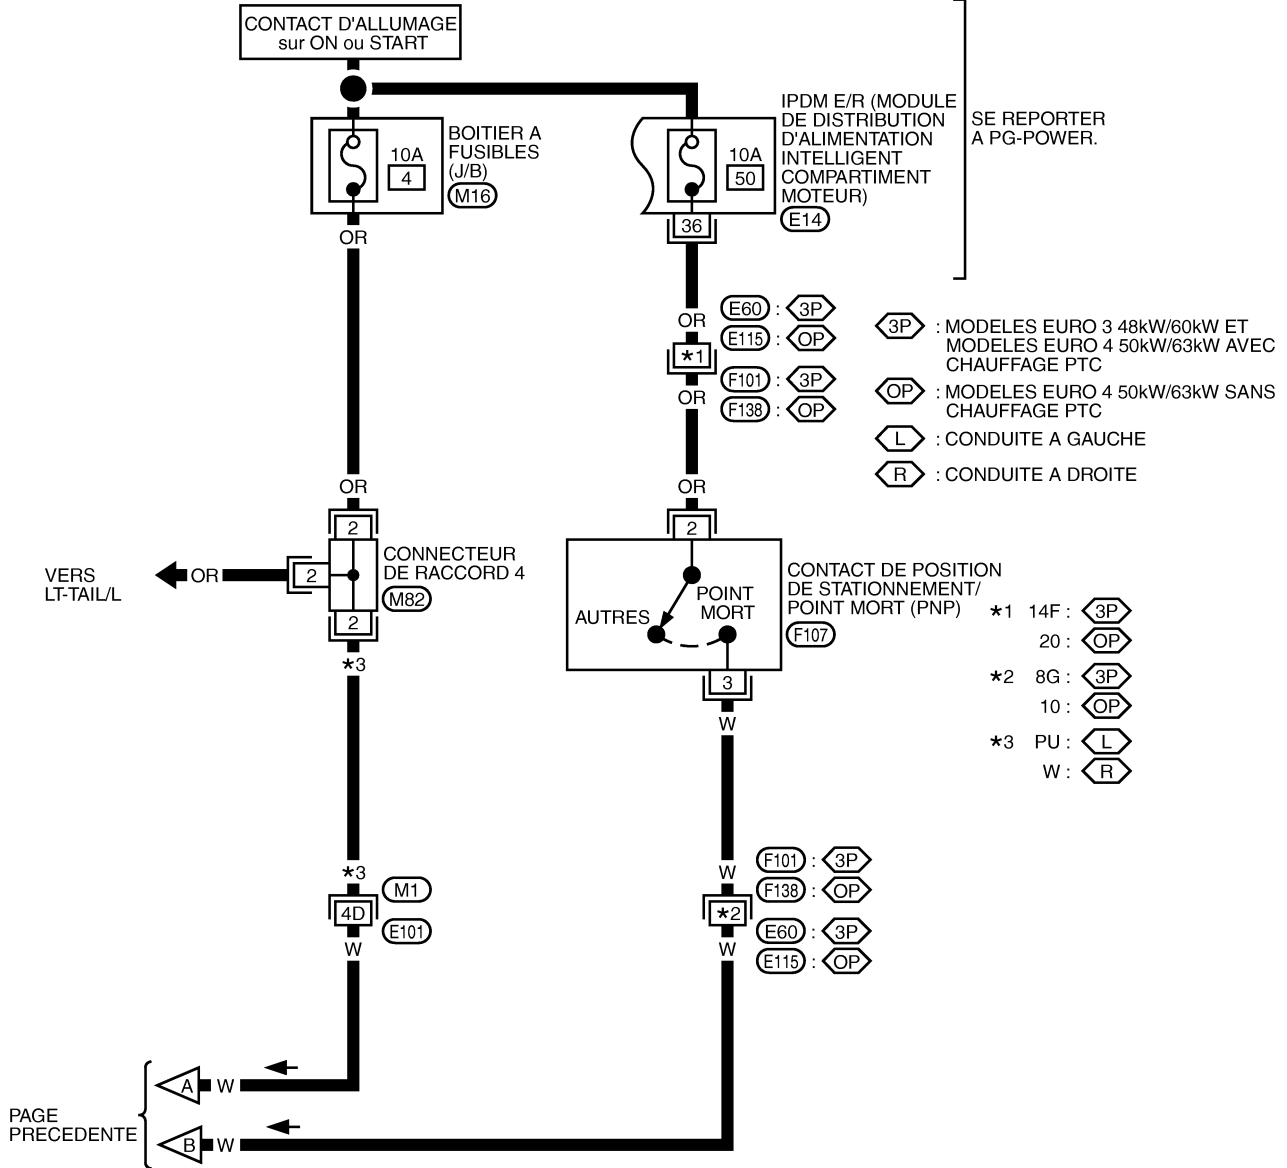 CONTACT D'ALLUMAGE
sur ON ou START
BOITIER A
FUSIBLES
(J/B)
M16
10A
4
IPDM E/R (MODULE
DE DISTRIBUTION
D'ALIMENTATION
INTELLIGENT
COMPARTIMENT
MOTEUR)
E14
10A
50
36
SE REPORTER
A PG-POWER.
OR
OR
E60 : 3P
E115 : OP
*1
F101 : 3P
F138 : OP
OR
3P : MODELES EURO 3 48kW/60kW ET
MODELES EURO 4 50kW/63kW AVEC
CHAUFFAGE PTC
OP : MODELES EURO 4 50kW/63kW SANS
CHAUFFAGE PTC
L : CONDUITE A GAUCHE
R : CONDUITE A DROITE
OR
OR
2
2
CONNECTEUR
DE RACCORD 4
M82
VERS
LT-TAIL/L
OR
2
2
*3
AUTRES
POINT
MORT
CONTACT DE POSITION
DE STATIONNEMENT/
POINT MORT (PNP)
F107
3
W
*1 14F : 3P
20 : OP
*2 8G : 3P
10 : OP
*3 PU : L
W : R
*3
M1
4D
E101
W
W
F101 : 3P
F138 : OP
*2
E60 : 3P
E115 : OP
W
A W
PAGE
PRECEDENTE
B W